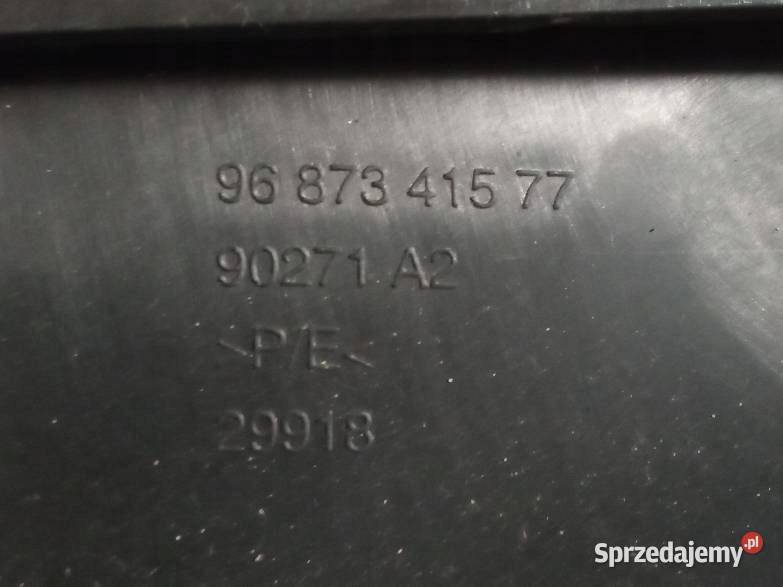 96 873 415 77
90271 A2
>P/E<
29918
Sprzedajemy.pl